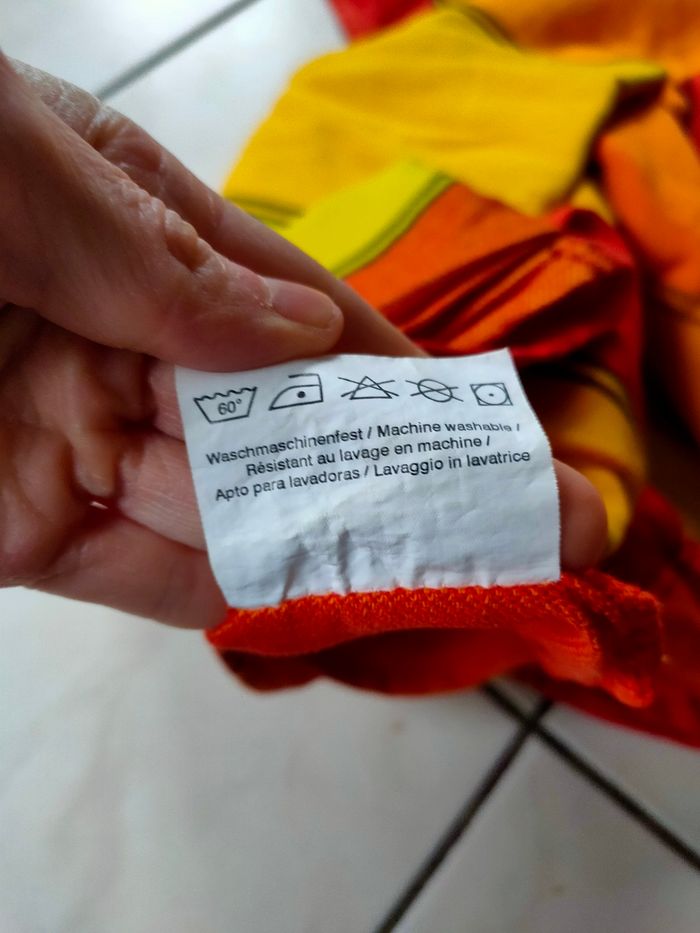 60°
Waschmaschinenfest / Machine washable /
Résistant au lavage en machine /
Apto para lavadoras / Lavaggio in lavatrice